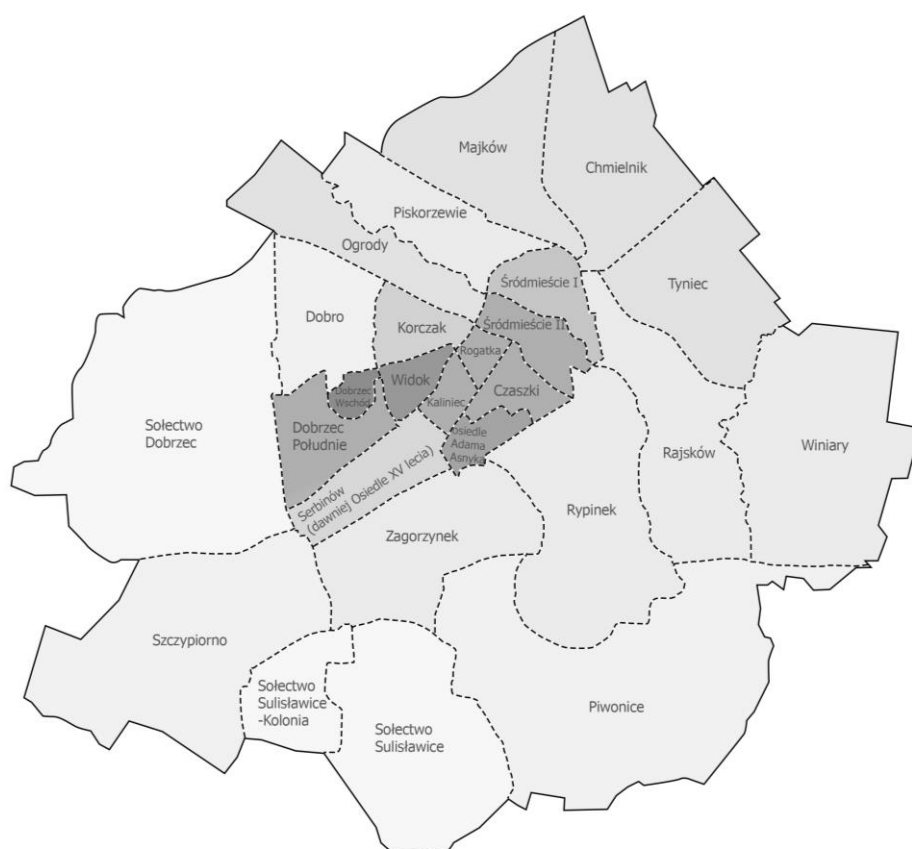 Majków
Chmielnik
Piskorzewie
Ogrody
Śródmieście I
Tyniec
Dobro
Korczak
Śródmieście II
Rogatka
Widok
Dobrzec
Wschód
Kaliniec
Czaszki
Sołectwo
Dobrzec
Dobrzec
Południe
osiedle
Adama
Asnyka
Rajsków
Winiary
Serbinów
(dawniej Osiedle XV lecia)
Rypinek
Zagorzynek
Szczypiorno
Sołectwo
Sulisławice
-Kolonia
Sołectwo
Sulisławice
Piwonice